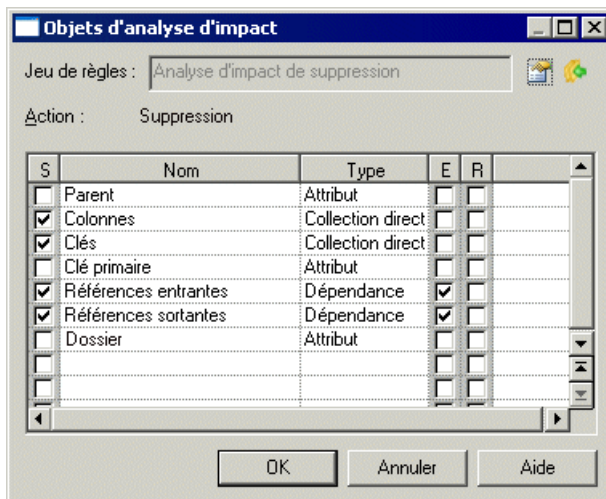 Objets d'analyse d'impact
Jeu de règles : Analyse d'impact de suppression
Action : Suppression
S Nom Type E R
Parent Attribut
Colonnes Collection direct
Clés Collection direct
Clé primaire Attribut
Références entrantes Dépendance
Références sortantes Dépendance
Dossier Attribut
OK Annuler Aide